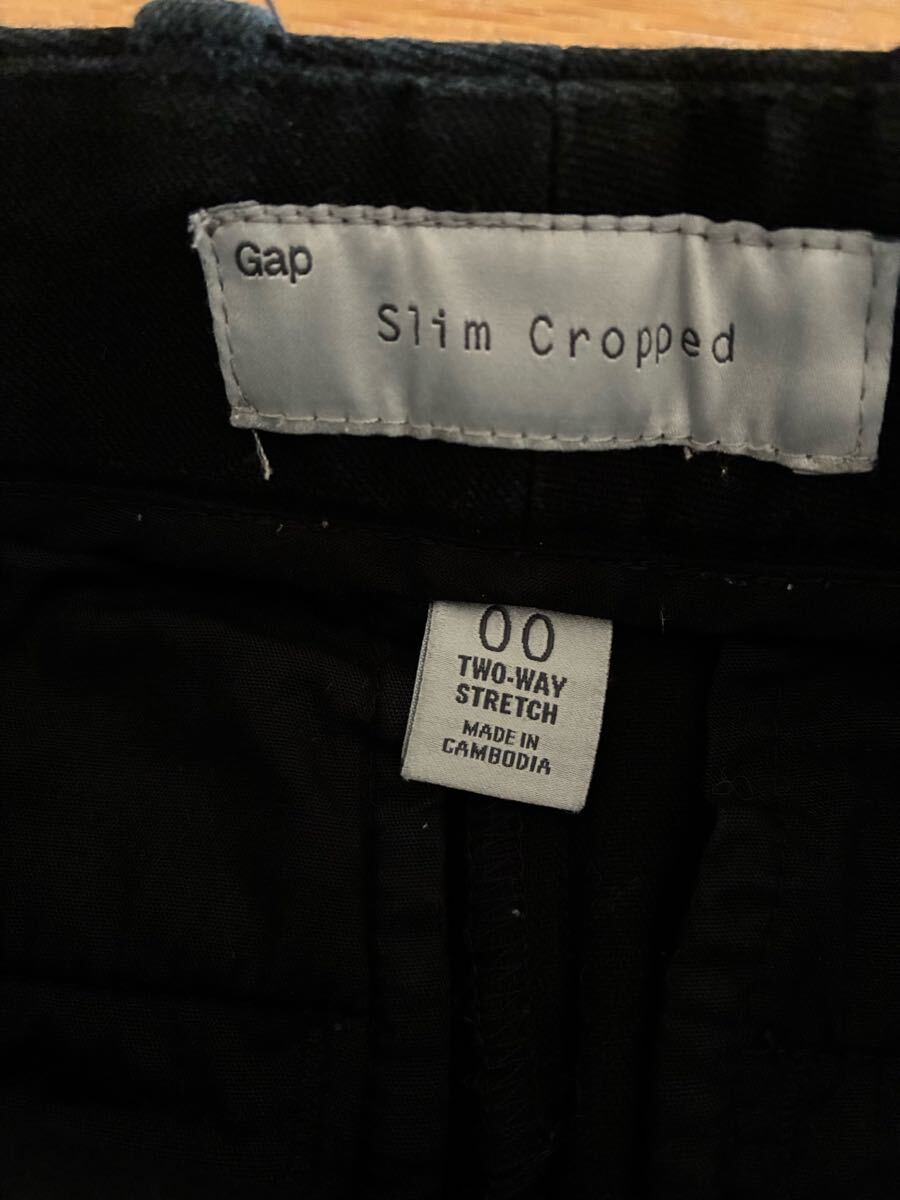 Gap
Slim Cropped
00
TWO-WAY
STRETCH
MADE IN
CAMBODIA